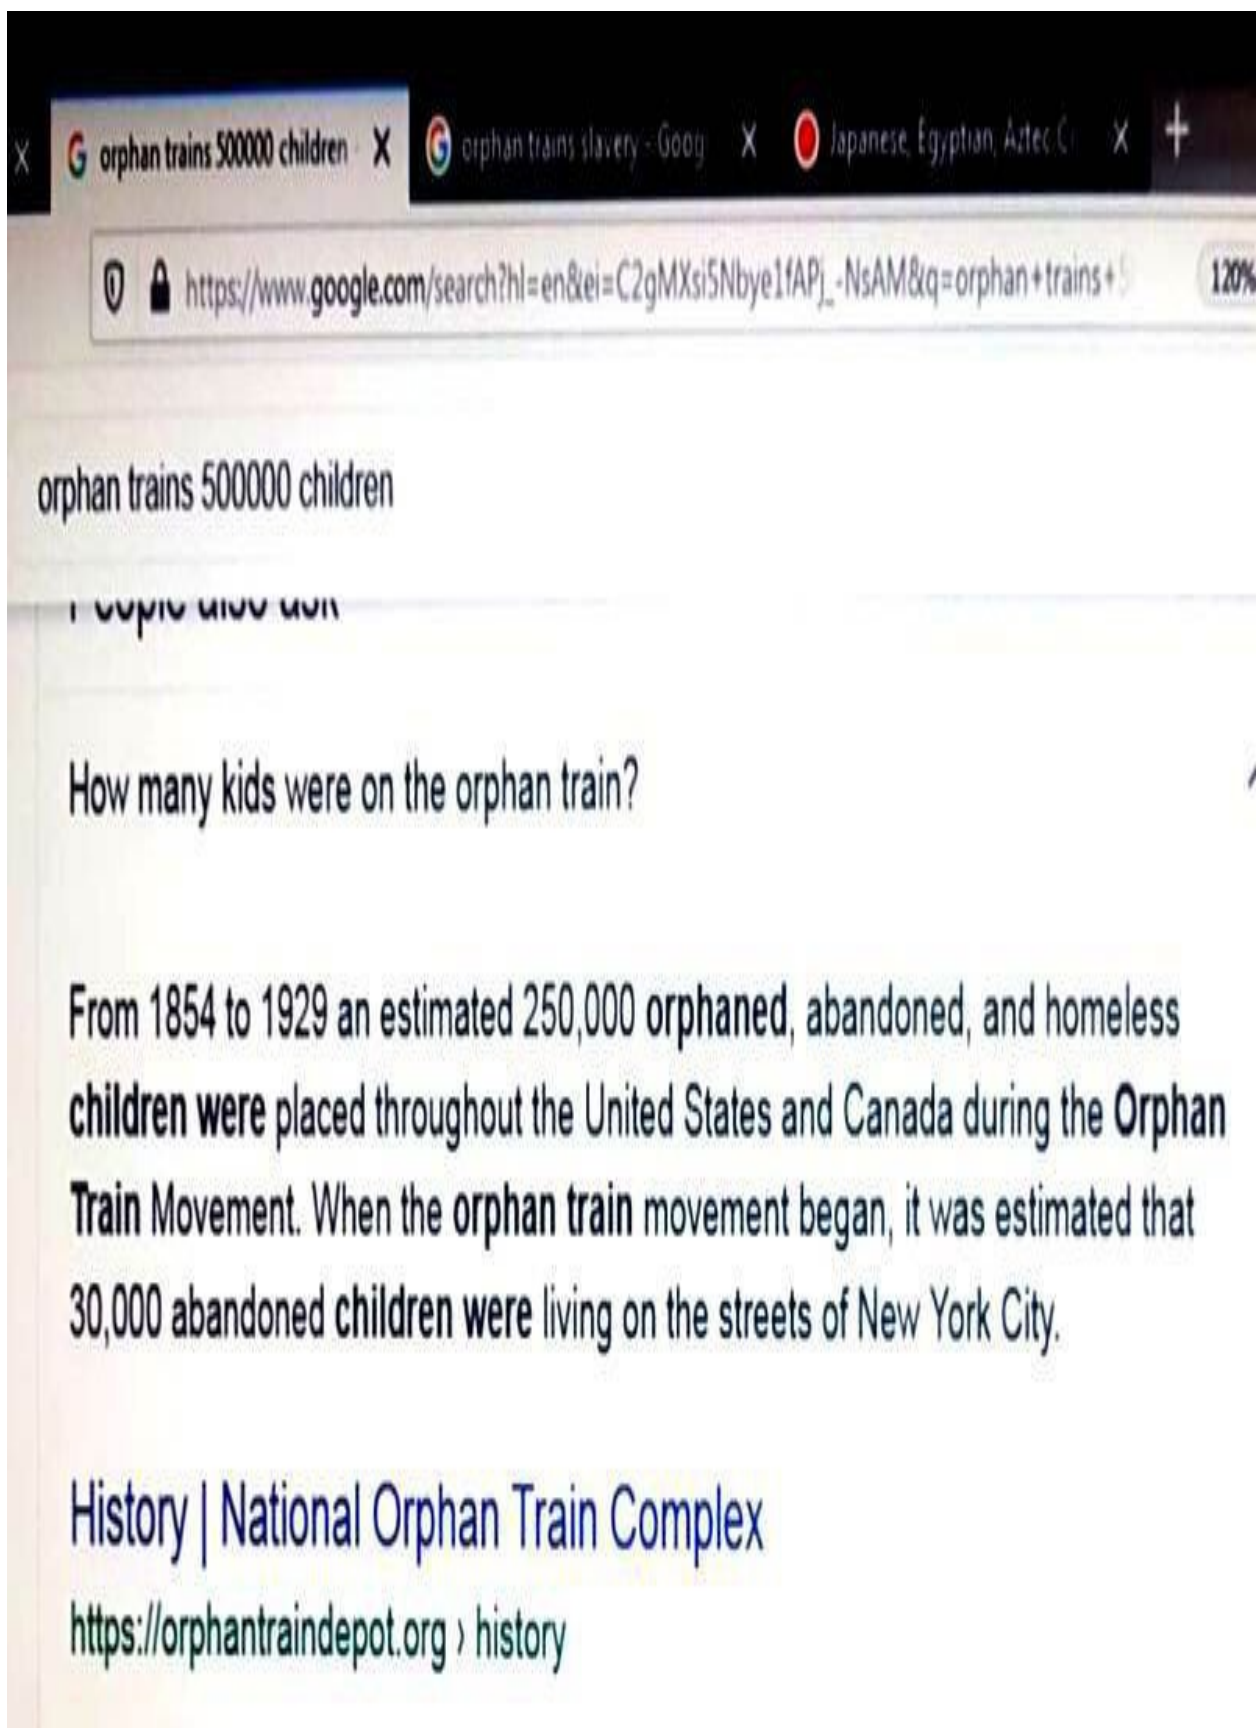 orphan trains 500000 children
orphan trains slavery - Goog
Japanese, Egyptian, Aztec C
https://www.google.com/search?hl=en&ei=C2gMXsi5Nbye1fAPj_-NsAM&q=orphan+trains+5
120%
orphan trains 500000 children
People also ask
How many kids were on the orphan train?
From 1854 to 1929 an estimated 250,000 orphaned, abandoned, and homeless
children were placed throughout the United States and Canada during the Orphan
Train Movement. When the orphan train movement began, it was estimated that
30,000 abandoned children were living on the streets of New York City.
History | National Orphan Train Complex
https://orphantraindepot.org › history